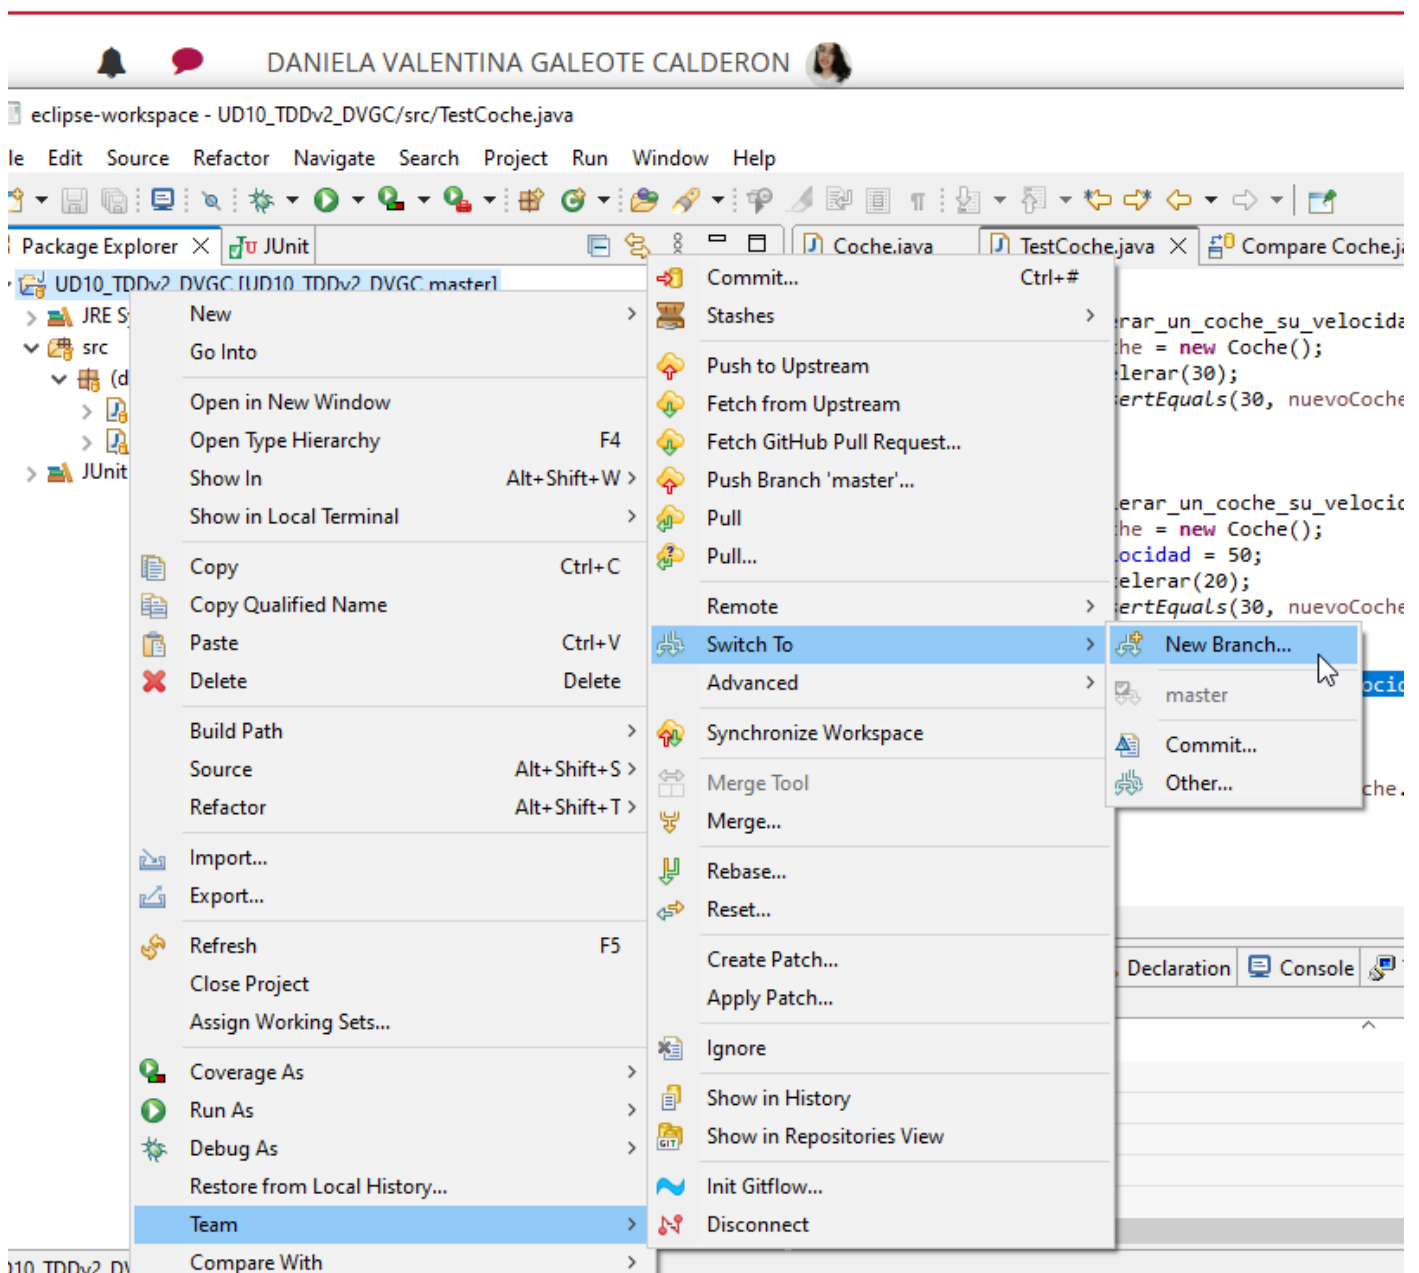 DANIELA VALENTINA GALEOTE CALDERON
eclipse-workspace - UD10_TDDv2_DVGC/src/TestCoche.java
le Edit Source Refactor Navigate Search Project Run Window Help
Package Explorer JUnit Coche.java TestCoche.java Compare Coche.ja
UD10_TDDv2_DVGC [UD10_TDDv2_DVGC master]
JRE S
src
(d
JUnit
New
Go Into
Open in New Window
Open Type Hierarchy F4
Show In Alt+Shift+W >
Show in Local Terminal
Copy Ctrl+C
Copy Qualified Name
Paste Ctrl+V
Delete Delete
Build Path
Source Alt+Shift+S >
Refactor Alt+Shift+T >
Import...
Export...
Refresh F5
Close Project
Assign Working Sets...
Coverage As
Run As
Debug As
Restore from Local History...
Team
Compare With
Commit... Ctrl+#
Stashes
Push to Upstream
Fetch from Upstream
Fetch GitHub Pull Request...
Push Branch 'master'...
Pull
Pull...
Remote
Switch To
Advanced
Synchronize Workspace
Merge Tool
Merge...
Rebase...
Reset...
Create Patch...
Apply Patch...
Ignore
Show in History
GIT Show in Repositories View
Init Gitflow...
Disconnect
New Branch...
master
Commit...
Other...
rar_un_coche_su_velocida
he = new Coche();
lerar(30);
ertEquals(30, nuevoCoche
erar_un_coche_su_velocid
he = new Coche();
ocidad = 50;
elerar(20);
ertEquals(30, nuevoCoche
ocid
che.
Declaration Console